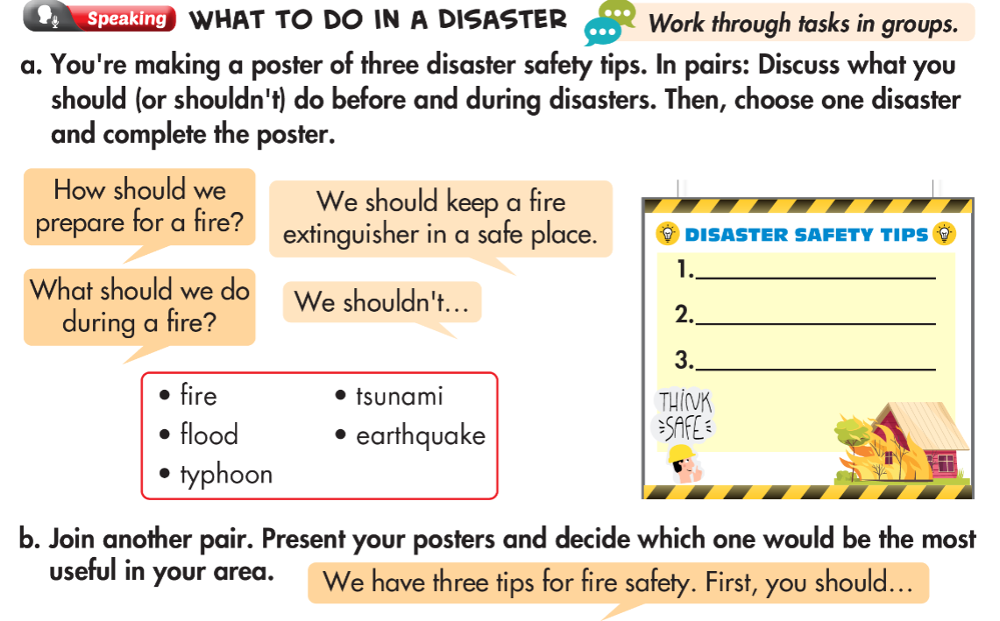 Speaking WHAT TO DO IN A DISASTER
Work through tasks in groups.
a. You're making a poster of three disaster safety tips. In pairs: Discuss what you
should (or shouldn't) do before and during disasters. Then, choose one disaster
and complete the poster.
How should we
prepare for a fire?
We should keep a fire
extinguisher in a safe place.
What should we do
during a fire?
We shouldn't...
• fire
• flood
• typhoon
• tsunami
• earthquake
DISASTER SAFETY TIPS
1.
2.
3.
THINK
SAFE
b. Join another pair. Present your posters and decide which one would be the most
useful in your area.
We have three tips for fire safety. First, you should...